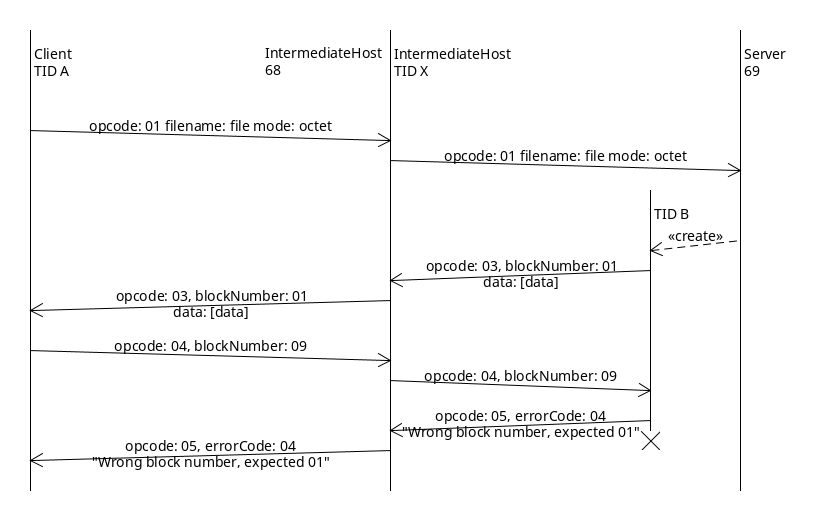 Client
TID A
IntermediateHost
68
IntermediateHost
TID X
Server
69
opcode: 01 filename: file mode: octet
opcode: 01 filename: file mode: octet
TID B
«create»
opcode: 03, blockNumber: 01
data: [data]
opcode: 03, blockNumber: 01
data: [data]
opcode: 04, blockNumber: 09
opcode: 04, blockNumber: 09
opcode: 05, errorCode: 04
"Wrong block number, expected 01"
opcode: 05, errorCode: 04
"Wrong block number, expected 01"